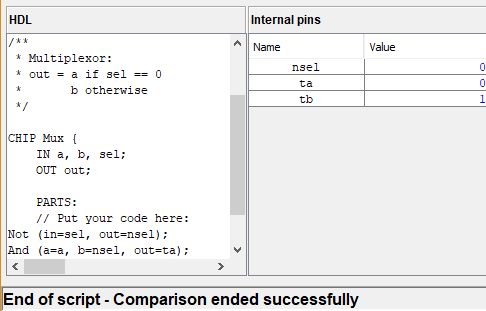 HDL
/**
 * Multiplexor:
 * out = a if sel == 0
 *       b otherwise
 */
CHIP Mux {
    IN a, b, sel;
    OUT out;
    PARTS:
    // Put your code here:
Not (in=sel, out=nsel);
And (a=a, b=nsel, out=ta);
Internal pins
Name Value
nsel 0
ta 0
tb 1
End of script - Comparison ended successfully